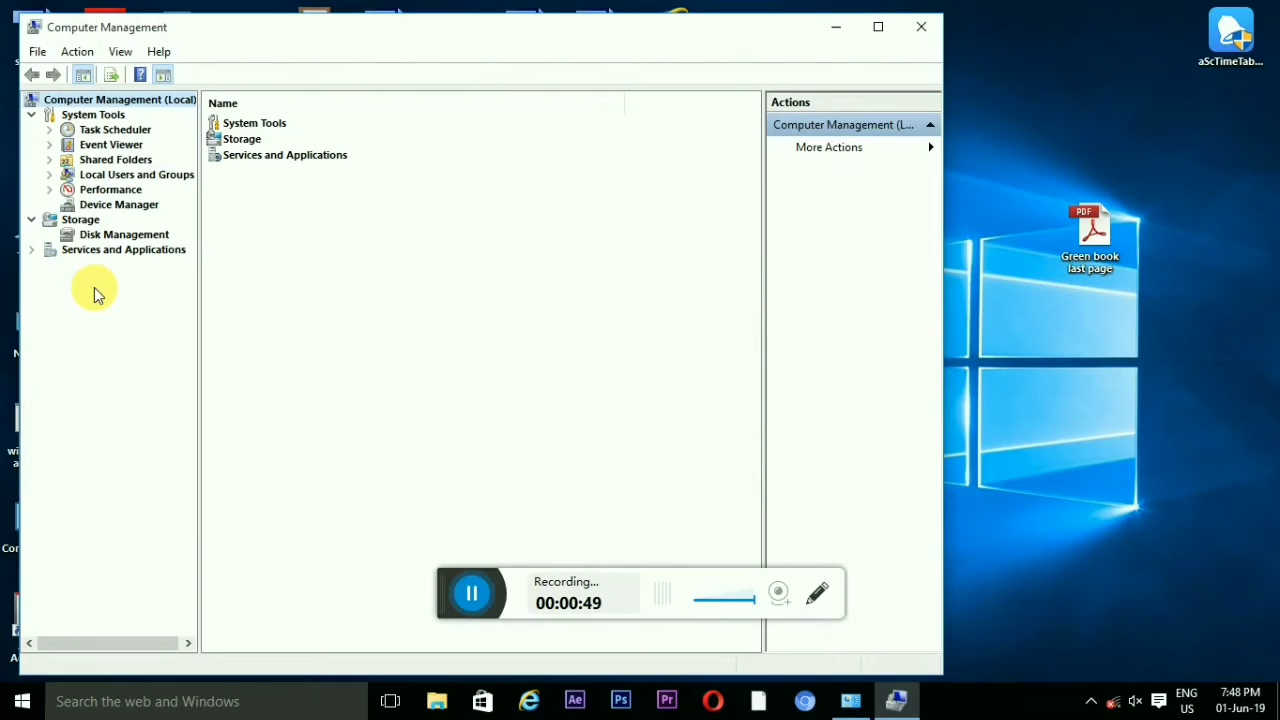 Computer Management
File Action View Help
Computer Management (Local)
System Tools
Task Scheduler
Event Viewer
Shared Folders
Local Users and Groups
Performance
Device Manager
Storage
Disk Management
Services and Applications
Name
System Tools
Storage
Services and Applications
Actions
Computer Management (L...
More Actions
Recording...
00:00:49
aScTimeTab...
PDF
Green book
last page
Search the web and Windows
Ae
Ps
Pr
ENG
US
7:48 PM
01-Jun-19